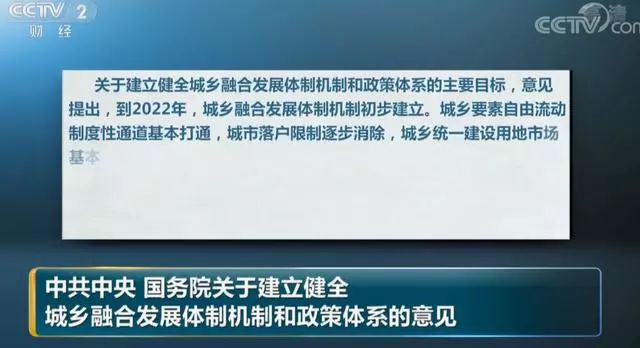 CCTV 2
财经
高清
CCTV.com
关于建立健全城乡融合发展体制机制和政策体系的主要目标，意见
提出，到2022年，城乡融合发展体制机制初步建立。城乡要素自由流动
制度性通道基本打通，城市落户限制逐步消除，城乡统一建设用地市场
基本
中共中央 国务院关于建立健全
城乡融合发展体制机制和政策体系的意见